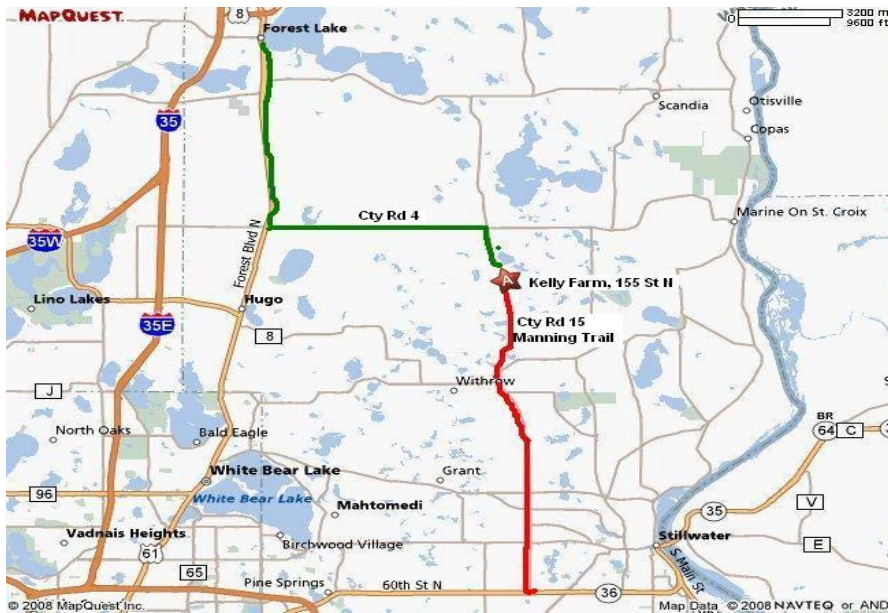 MAPQUEST
8
3200 m
9600 ft
0
Forest Lake
Scandia
Otisville
Copas
35
Cty Rd 4
Marine On St. Croix
35W
Forest Blvd N
Kelly Farm, 155 St N
Lino Lakes
Hugo
35E
8
Cty Rd 15
Manning Trail
J
Withrow
North Oaks
Bald Eagle
BR
64
C
White Bear Lake
Grant
96
White Bear Lake
Mahtomedi
35
V
Vadnais Heights
61
Birchwood Village
Stillwater
E
65
Pine Springs
60th St N
36
S Main St
© 2008 MapQuest Inc.
Map Data © 2008 NAVTEQ or AND